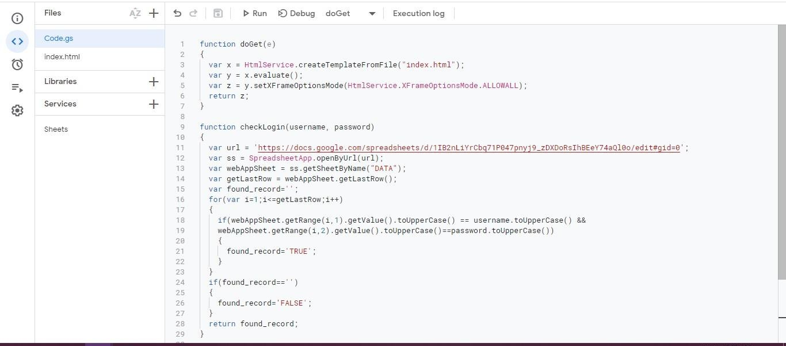 Files
AZ
Run
Debug
doGet
Execution log
Code.gs
index.html
Libraries
Services
Sheets
1 function doGet(e)
2 {
3 var x = HtmlService.createTemplateFromFile("index.html");
4 var y = x.evaluate();
5 var z = y.setXFrameOptionsMode(HtmlService.XFrameOptionsMode.ALLOWALL);
6 return z;
7 }
8
9 function checkLogin(username, password)
10 {
11 var url = 'https://docs.google.com/spreadsheets/d/1IB2nLiYrCbq71P047pnyj9_zDXDoRsIhBEeY74aQl0o/edit#gid=0';
12 var ss = SpreadsheetApp.openByUrl(url);
13 var webAppSheet = ss.getSheetByName("DATA");
14 var getLastRow = webAppSheet.getLastRow();
15 var found_record='';
16 for(var i=1;i<=getLastRow;i++)
17 {
18 if(webAppSheet.getRange(i,1).getValue().toUpperCase() == username.toUpperCase() &&
19 webAppSheet.getRange(i,2).getValue().toUpperCase()==password.toUpperCase())
20 {
21 found_record='TRUE';
22 }
23 }
24 if(found_record=='')
25 {
26 found_record='FALSE';
27 }
28 return found_record;
29 }